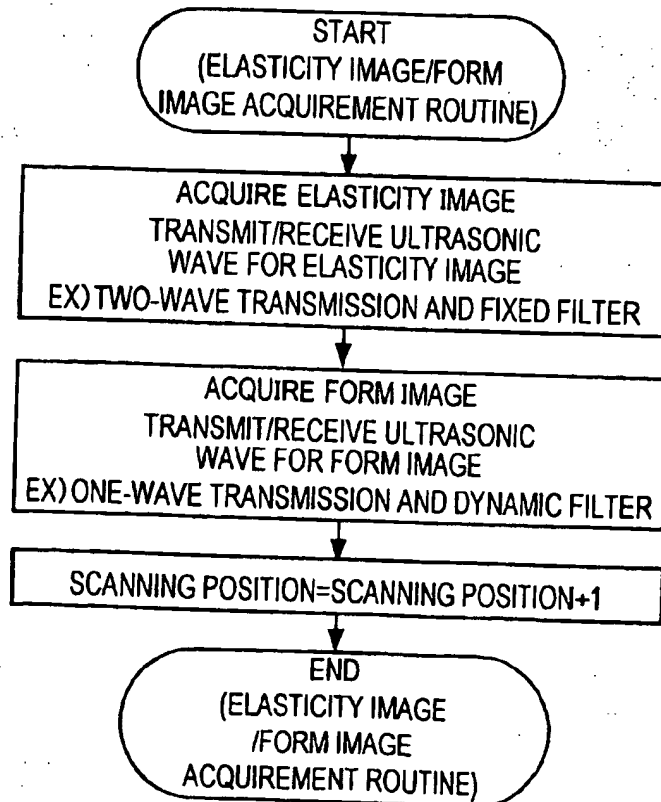 START
(ELASTICITY IMAGE/FORM
IMAGE ACQUIREMENT ROUTINE)
ACQUIRE ELASTICITY IMAGE
TRANSMIT/RECEIVE ULTRASONIC
WAVE FOR ELASTICITY IMAGE
EX) TWO-WAVE TRANSMISSION AND FIXED FILTER
ACQUIRE FORM IMAGE
TRANSMIT/RECEIVE ULTRASONIC
WAVE FOR FORM IMAGE
EX) ONE-WAVE TRANSMISSION AND DYNAMIC FILTER
SCANNING POSITION=SCANNING POSITION+1
END
(ELASTICITY IMAGE
/FORM IMAGE
ACQUIREMENT ROUTINE)